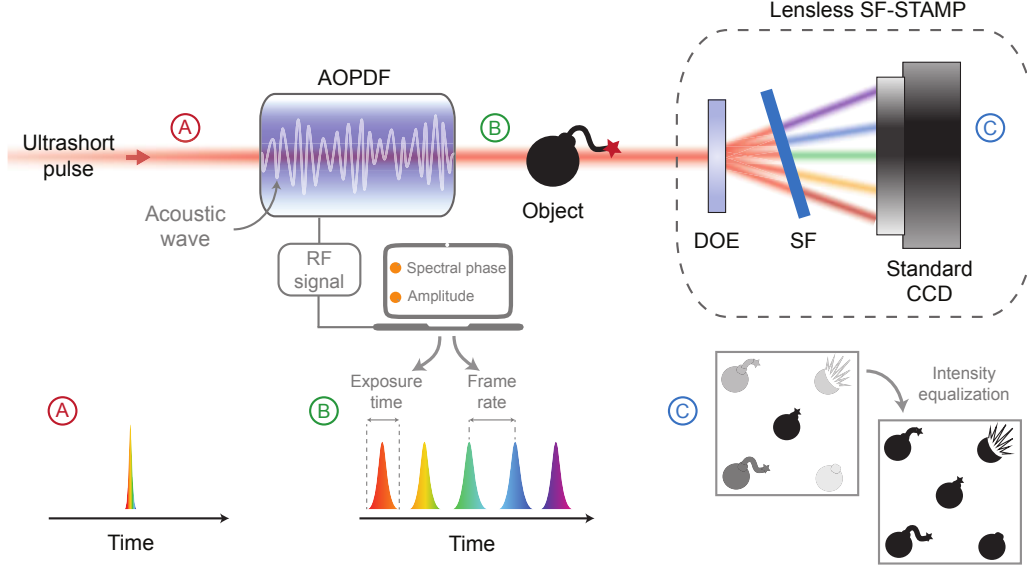 Lensless SF-STAMP
AOPDF
A
B
C
Ultrashort
pulse
Acoustic
wave
Object
DOE
SF
Standard
CCD
RF
signal
Spectral phase
Amplitude
Exposure
time
Frame
rate
Intensity
equalization
A
B
C
Time
Time